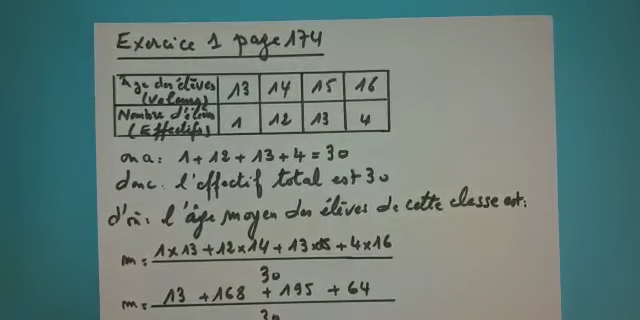 Exercice 1 page 174
Âge des élèves (Valeurs) 13 14 15 16
Nombre d'élèves (Effectifs) 1 12 13 4
on a: 1+12+13+4=30
donc: l'effectif total est 30
d'où: l'âge moyen des élèves de cette classe est:
m= 1×13+12×14+13×15+4×16
30
m= 13+168+195+64
30